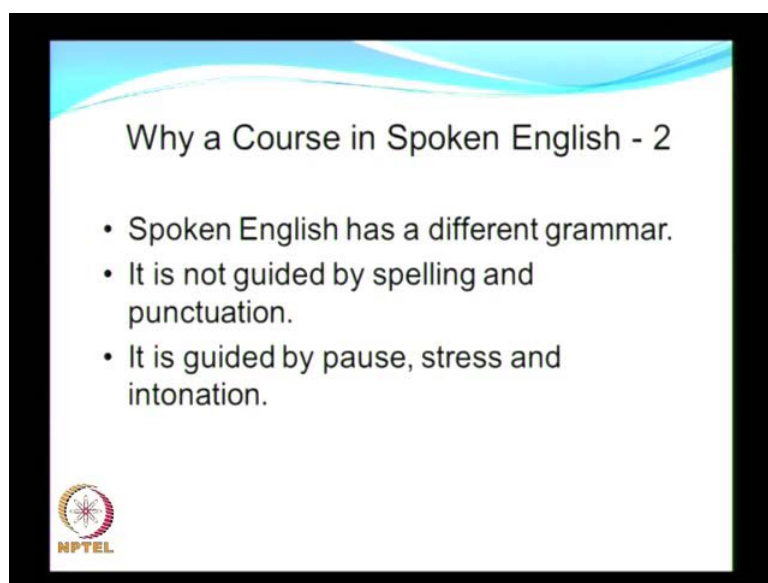 Why a Course in Spoken English - 2
• Spoken English has a different grammar.
• It is not guided by spelling and
punctuation.
• It is guided by pause, stress and
intonation.
NPTEL